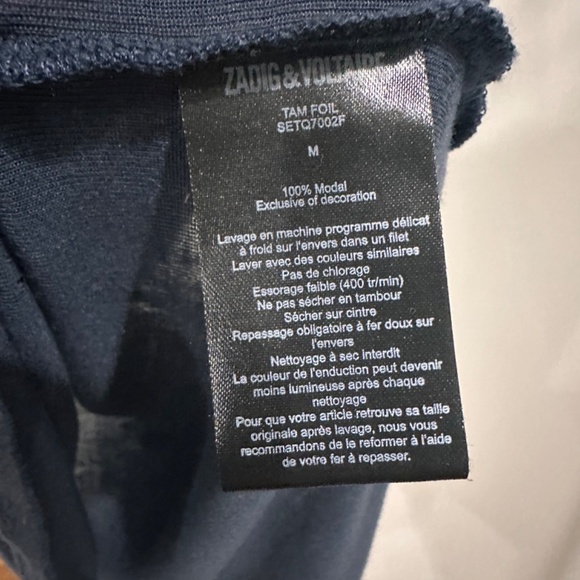 ZADIG&VOLTAIRE
TAM FOIL
SETQ7002F
M
100% Modal
Exclusive of decoration
Lavage en machine programme délicat
à froid sur l'envers dans un filet
Laver avec des couleurs similaires
Pas de chlorage
Essorage faible (400 tr/min)
Ne pas sécher en tambour
Sécher sur cintre
Repassage obligatoire à fer doux sur
l'envers
Nettoyage à sec interdit
La couleur de l'enduction peut devenir
moins lumineuse après chaque
nettoyage
Pour que votre article retrouve sa taille
originale après lavage, nous vous
recommandons de le reformer à l'aide
de votre fer à repasser.